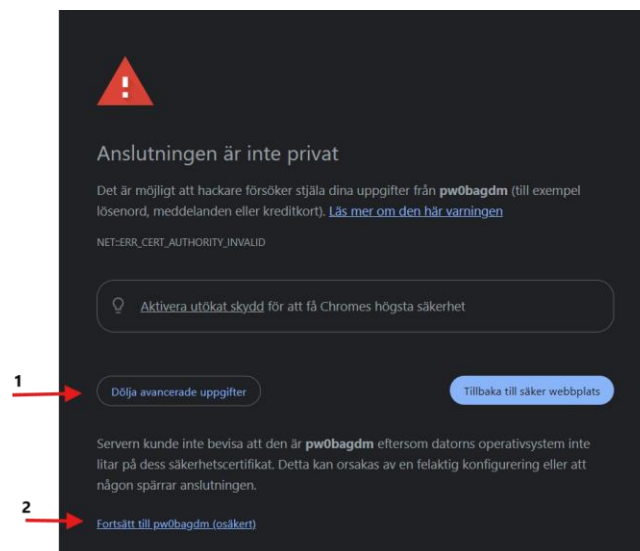 Anslutningen är inte privat
Det är möjligt att hackare försöker stjäla dina uppgifter från pw0bagdm (till exempel
lösenord, meddelanden eller kreditkort). Läs mer om den här varningen
NET::ERR_CERT_AUTHORITY_INVALID
Aktivera utökat skydd för att få Chromes högsta säkerhet
1
Dölja avancerade uppgifter
Tillbaka till säker webbplats
Servern kunde inte bevisa att den är pw0bagdm eftersom datorns operativsystem inte
litar på dess säkerhetscertifikat. Detta kan orsakas av en felaktig konfigurering eller att
någon spärrar anslutningen.
2
Fortsätt till pw0bagdm (osäkert)